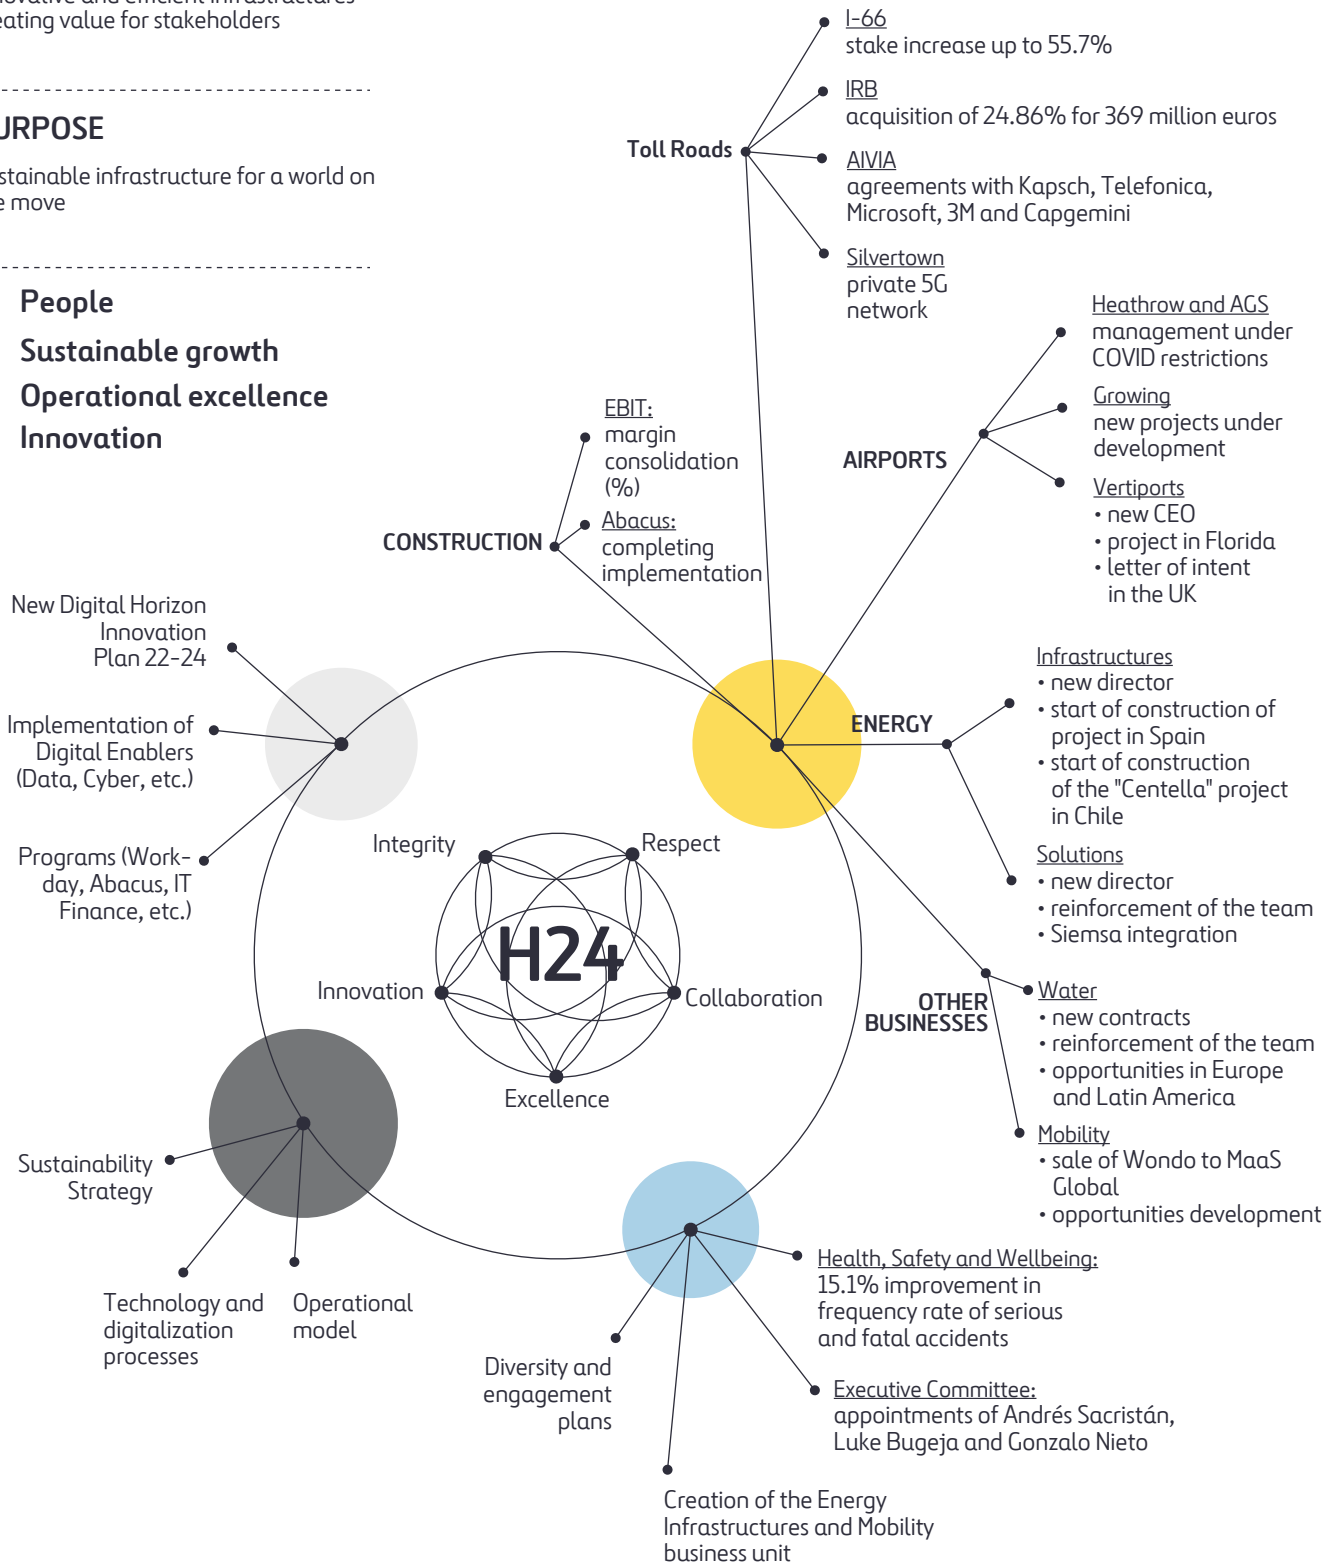 eating value for stakeholders
URPOSE
stainable infrastructure for a world on
e move
People
Sustainable growth
Operational excellence
Innovation
Toll Roads
I-66
stake increase up to 55.7%
IRB
acquisition of 24.86% for 369 million euros
AIVIA
agreements with Kapsch, Telefonica,
Microsoft, 3M and Capgemini
Silvertown
private 5G
network
AIRPORTS
Heathrow and AGS
management under
COVID restrictions
Growing
new projects under
development
Vertiports
• new CEO
• project in Florida
• letter of intent
in the UK
CONSTRUCTION
EBIT:
margin
consolidation
(%)
Abacus:
completing
implementation
New Digital Horizon
Innovation
Plan 22-24
Implementation of
Digital Enablers
(Data, Cyber, etc.)
Programs (Work-
day, Abacus, IT
Finance, etc.)
ENERGY
Infrastructures
• new director
• start of construction of
project in Spain
• start of construction
of the "Centella" project
in Chile
Solutions
• new director
• reinforcement of the team
• Siemsa integration
Integrity
Respect
H24
Innovation
Collaboration
Excellence
OTHER
BUSINESSES
Water
• new contracts
• reinforcement of the team
• opportunities in Europe
and Latin America
Mobility
• sale of Wondo to MaaS
Global
• opportunities development
Sustainability
Strategy
Technology and
digitalization
processes
Operational
model
Health, Safety and Wellbeing:
15.1% improvement in
frequency rate of serious
and fatal accidents
Executive Committee:
appointments of Andrés Sacristán,
Luke Bugeja and Gonzalo Nieto
Diversity and
engagement
plans
Creation of the Energy
Infrastructures and Mobility
business unit